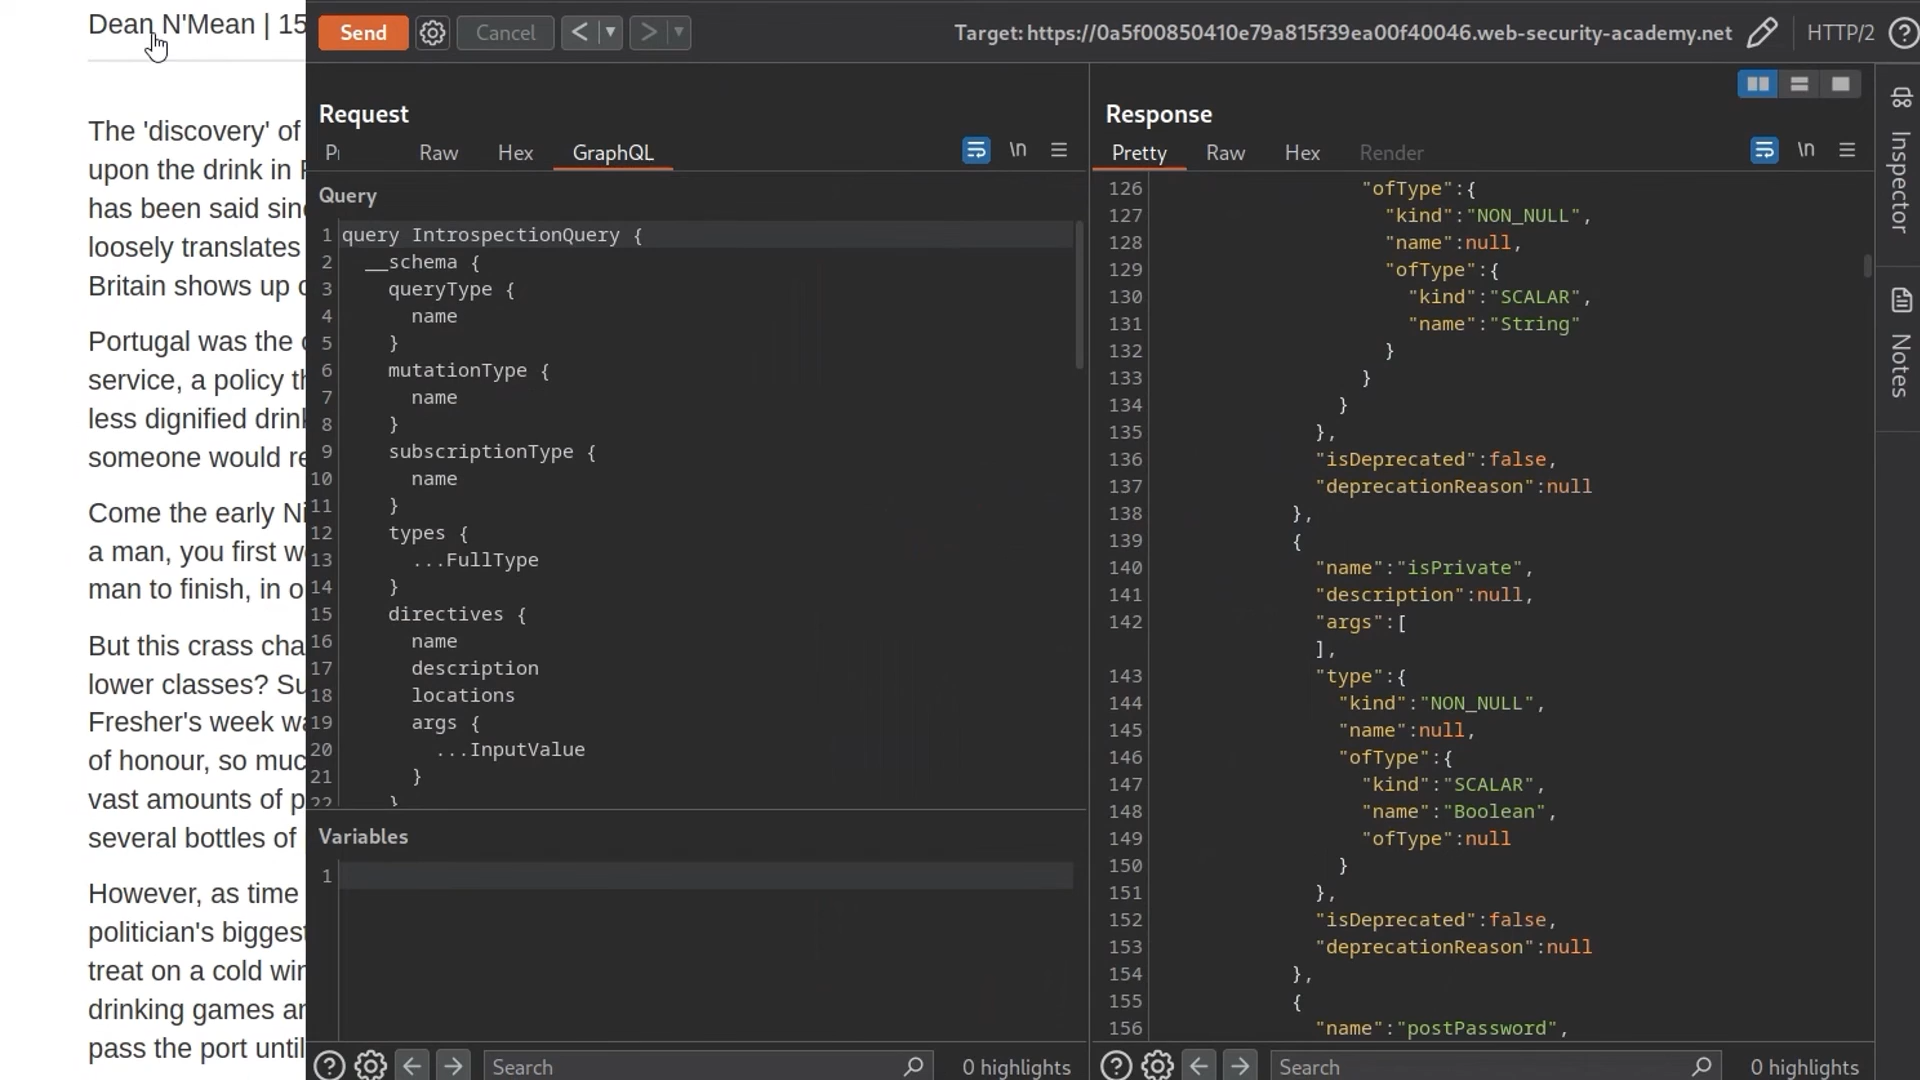 Dean N'Mean | 15
The 'discovery' of
upon the drink in
has been said sinc
loosely translates
Britain shows up
Portugal was the
service, a policy th
less dignified drink
someone would re
Come the early Ni
a man, you first w
man to finish, in o
But this crass cha
lower classes? Su
Fresher's week wa
of honour, so muc
vast amounts of p
several bottles of
However, as time
politician's biggest
treat on a cold win
drinking games an
pass the port until
Send
Cancel
<
>
Target: https://0a5f00850410e79a815f39ea00f40046.web-security-academy.net
HTTP/2
Request
Raw Hex GraphQL \n
Query
1 query IntrospectionQuery {
2 __schema {
3 queryType {
4 name
5 }
6 mutationType {
7 name
8 }
9 subscriptionType {
10 name
11 }
12 types {
13 ...FullType
14 }
15 directives {
16 name
17 description
18 locations
19 args {
20 ...InputValue
21 }
22 }
Variables
1
Search
0 highlights
Response
Pretty Raw Hex Render \n
126 "ofType":{
127 "kind":"NON_NULL",
128 "name":null,
129 "ofType":{
130 "kind":"SCALAR",
131 "name":"String"
132 }
133 }
134 }
135 },
136 "isDeprecated":false,
137 "deprecationReason":null
138 },
139 {
140 "name":"isPrivate",
141 "description":null,
142 "args":[
],
143 "type":{
144 "kind":"NON_NULL",
145 "name":null,
146 "ofType":{
147 "kind":"SCALAR",
148 "name":"Boolean",
149 "ofType":null
150 }
151 },
152 "isDeprecated":false,
153 "deprecationReason":null
154 },
155 {
156 "name":"postPassword",
Search
0 highlights
Inspector
Notes